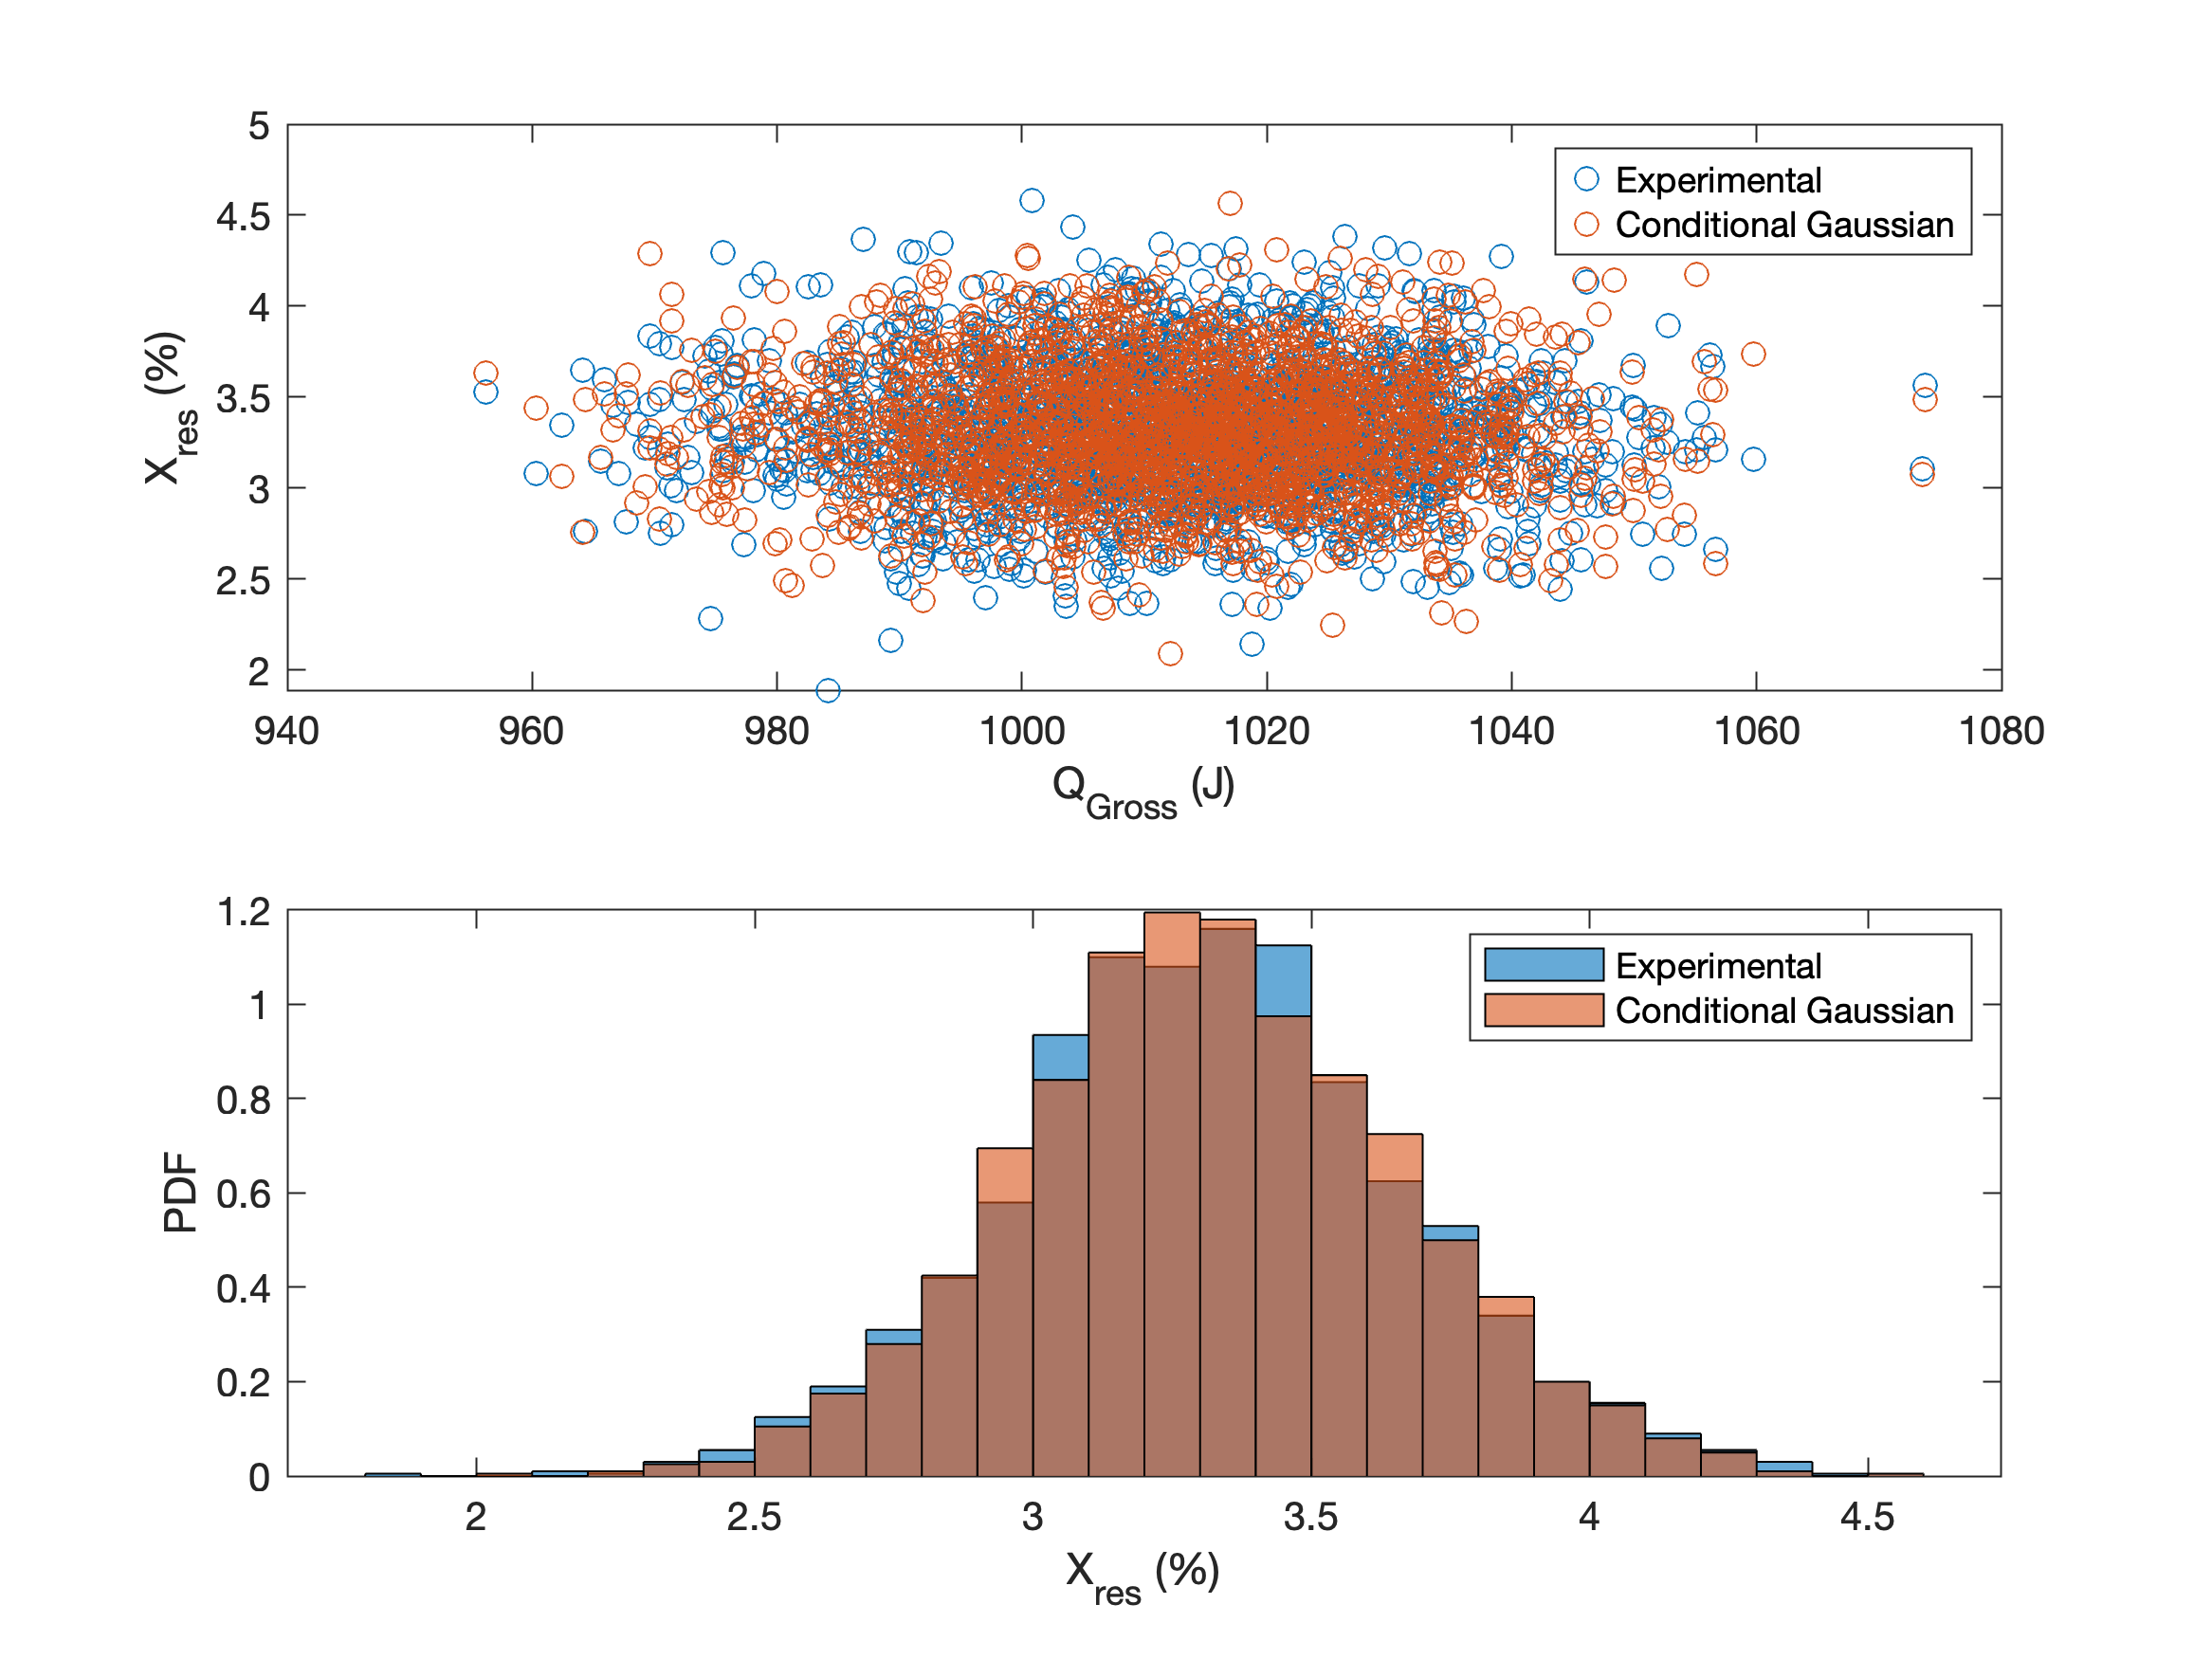 5
4.5
4
3.5
3
2.5
2
X_res (%)
Experimental
Conditional Gaussian
940 960 980 1000 1020 1040 1060 1080
Q_Gross (J)
1.2
1
0.8
0.6
0.4
0.2
0
PDF
Experimental
Conditional Gaussian
2 2.5 3 3.5 4 4.5
X_res (%)